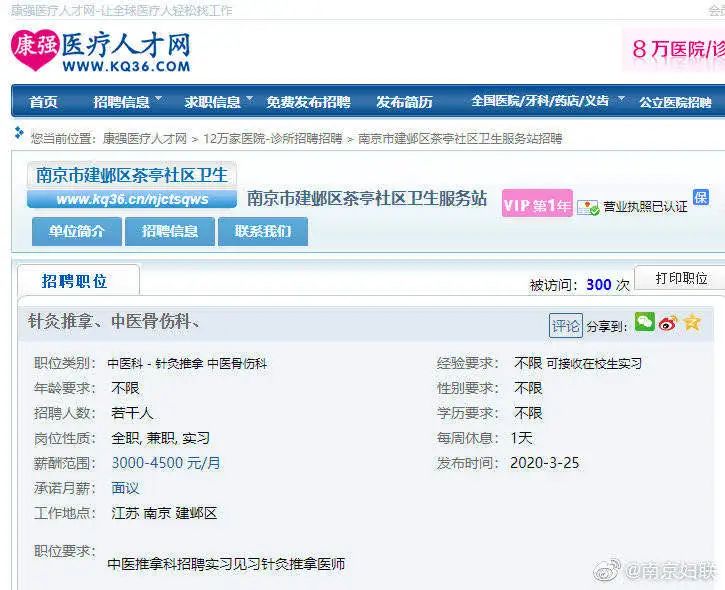 康强医疗人才网-让全球医疗人轻松找工作
康强医疗人才网
WWW.KQ36.COM
8万医院/诊
首页 招聘信息 求职信息 免费发布招聘 发布简历 全国医院/牙科/药店/义齿 公立医院招聘
您当前位置：康强医疗人才网 > 12万家医院-诊所招聘招聘 > 南京市建邺区茶亭社区卫生服务站招聘
南京市建邺区茶亭社区卫生
www.kq36.cn/njctsqws
南京市建邺区茶亭社区卫生服务站 VIP 第1年 营业执照已认证 保
单位简介 招聘信息 联系我们
招聘职位 被访问：300 次 打印职位
针灸推拿、中医骨伤科、 评论 分享到：
职位类别： 中医科 - 针灸推拿 中医骨伤科 经验要求： 不限 可接收在校生实习
年龄要求： 不限 性别要求： 不限
招聘人数： 若干人 学历要求： 不限
岗位性质： 全职, 兼职, 实习 每周休息： 1天
薪酬范围： 3000-4500 元/月 发布时间： 2020-3-25
承诺月薪： 面议
工作地点： 江苏 南京 建邺区
职位要求：
中医推拿科招聘实习见习针灸推拿医师
@南京妇联